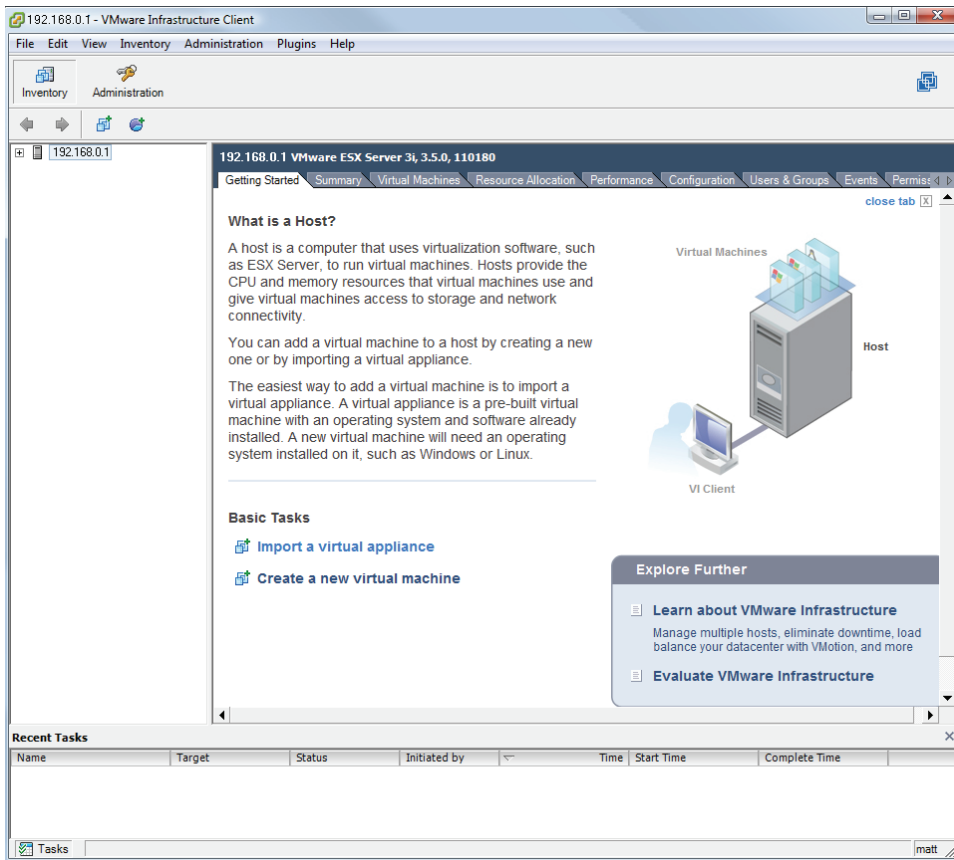 192.168.0.1 - VMware Infrastructure Client
File Edit View Inventory Administration Plugins Help
Inventory Administration
192.168.0.1
192.168.0.1 VMware ESX Server 3i, 3.5.0, 110180
Getting Started Summary Virtual Machines Resource Allocation Performance Configuration Users & Groups Events Permiss
close tab X
What is a Host?
A host is a computer that uses virtualization software, such
as ESX Server, to run virtual machines. Hosts provide the
CPU and memory resources that virtual machines use and
give virtual machines access to storage and network
connectivity.
You can add a virtual machine to a host by creating a new
one or by importing a virtual appliance.
The easiest way to add a virtual machine is to import a
virtual appliance. A virtual appliance is a pre-built virtual
machine with an operating system and software already
installed. A new virtual machine will need an operating
system installed on it, such as Windows or Linux.
Virtual Machines
A
Host
VI Client
Basic Tasks
Import a virtual appliance
Create a new virtual machine
Explore Further
Learn about VMware Infrastructure
Manage multiple hosts, eliminate downtime, load
balance your datacenter with VMotion, and more
Evaluate VMware Infrastructure
Recent Tasks
Name Target Status Initiated by Time Start Time Complete Time
Tasks matt